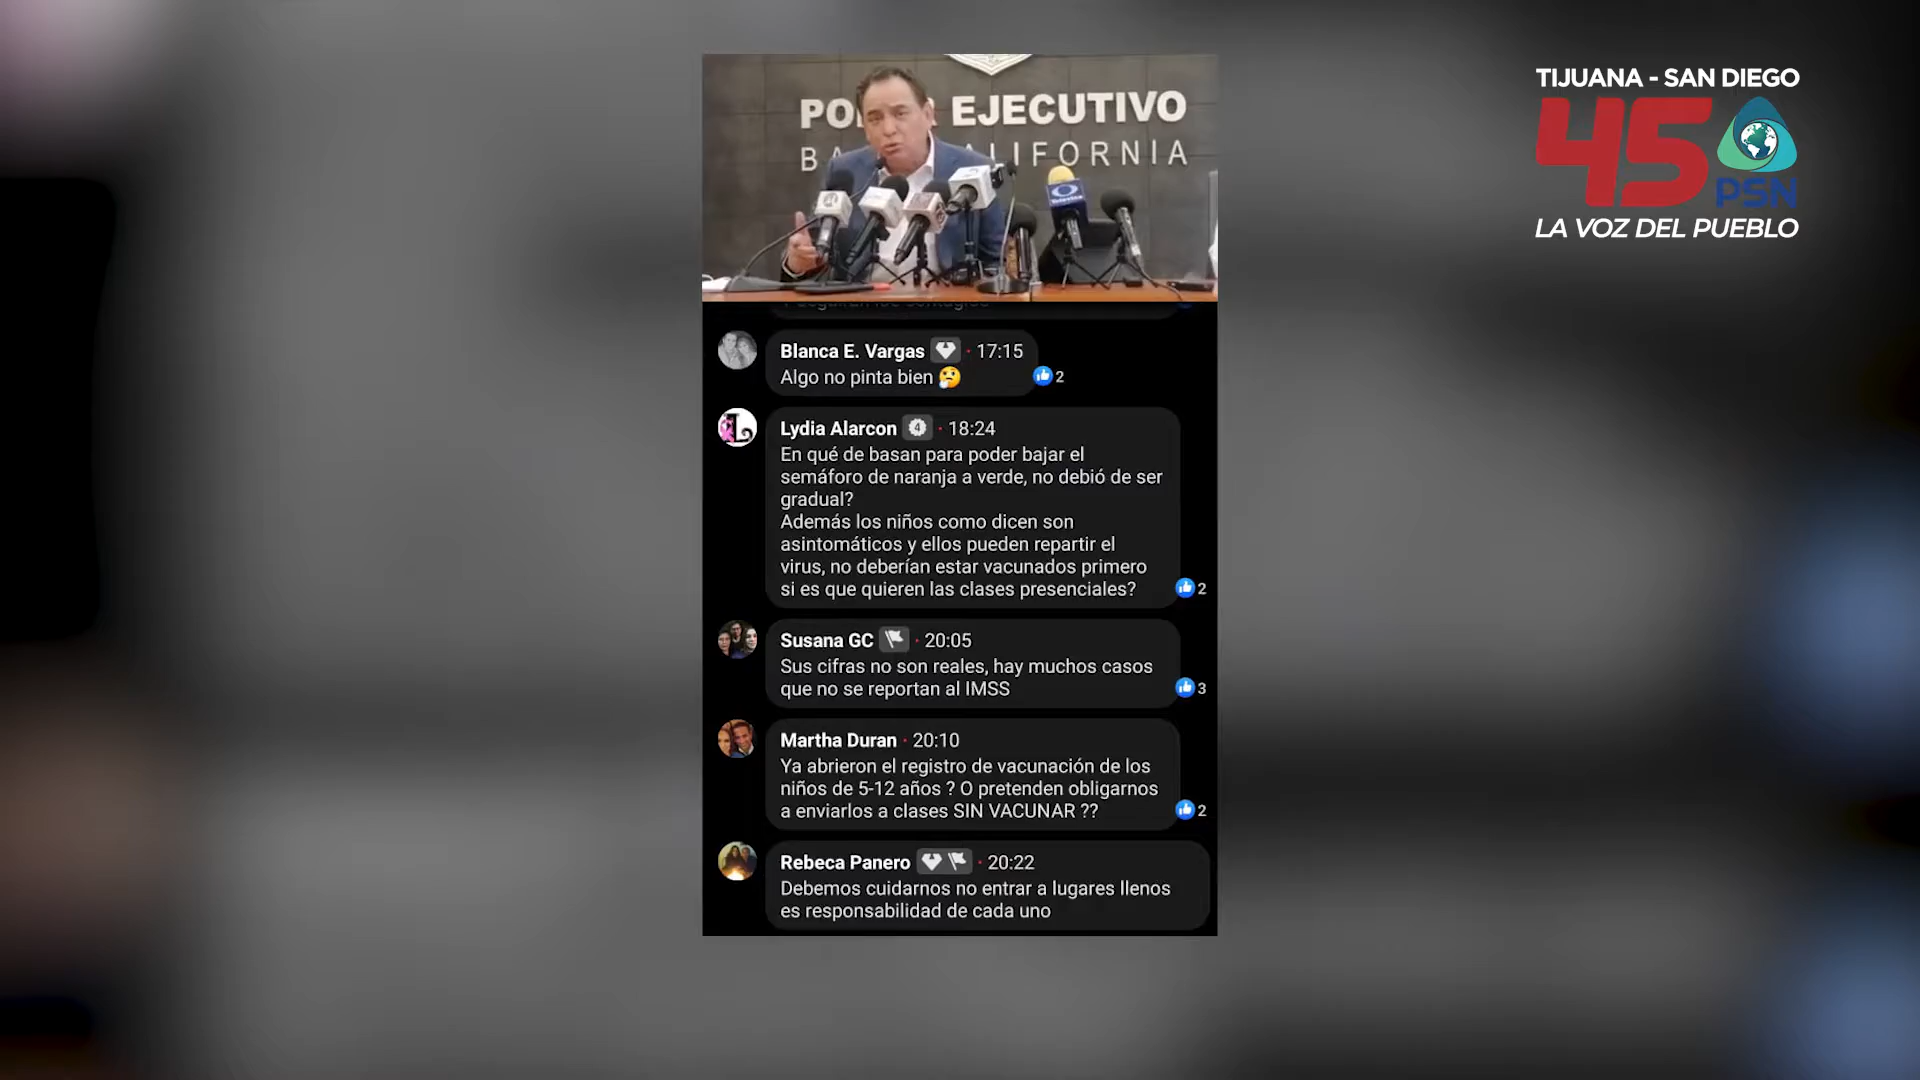 TIJUANA - SAN DIEGO
45
PSN
LA VOZ DEL PUEBLO
EJECUTIVO
Televisa
Blanca E. Vargas · 17:15
Algo no pinta bien 🤔
2
Lydia Alarcon 4 · 18:24
En qué de basan para poder bajar el
semáforo de naranja a verde, no debió de ser
gradual?
Además los niños como dicen son
asintomáticos y ellos pueden repartir el
virus, no deberían estar vacunados primero
si es que quieren las clases presenciales?
2
Susana GC · 20:05
Sus cifras no son reales, hay muchos casos
que no se reportan al IMSS
3
Martha Duran · 20:10
Ya abrieron el registro de vacunación de los
niños de 5-12 años ? O pretenden obligarnos
a enviarlos a clases SIN VACUNAR ??
2
Rebeca Panero · 20:22
Debemos cuidarnos no entrar a lugares llenos
es responsabilidad de cada uno